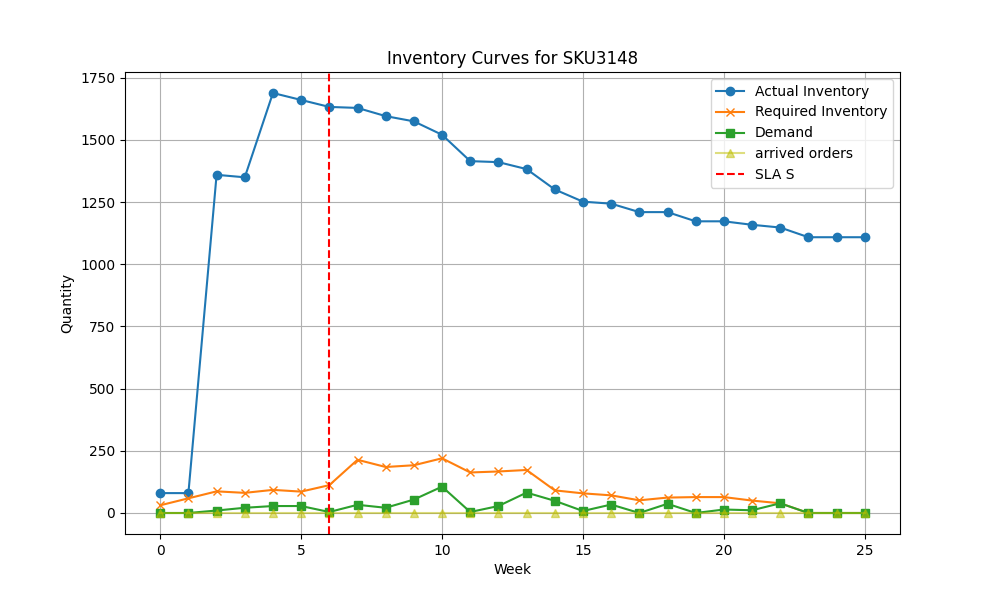 Inventory Curves for SKU3148
Quantity
1750
1500
1250
1000
750
500
250
0
Actual Inventory
Required Inventory
Demand
arrived orders
SLA S
0 5 10 15 20 25
Week